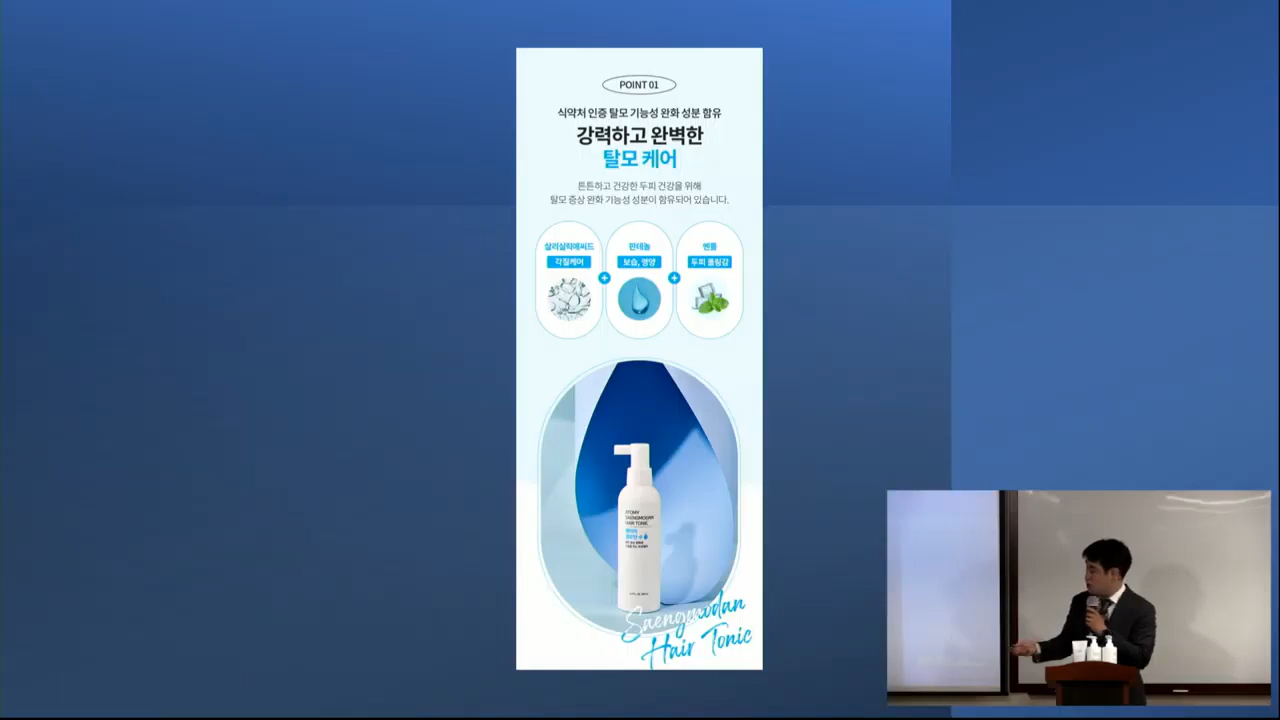 POINT 01
식약처 인증 탈모 기능성 완화 성분 함유
강력하고 완벽한
탈모 케어
튼튼하고 건강한 두피 건강을 위해
탈모 증상 완화 기능성 성분이 함유되어 있습니다.
살리실릭애씨드
각질케어
판테놀
보습, 영양
멘톨
두피 쿨링감
ATOMY
SAENGMODAN
HAIR TONIC
Saengmodan
Hair Tonic